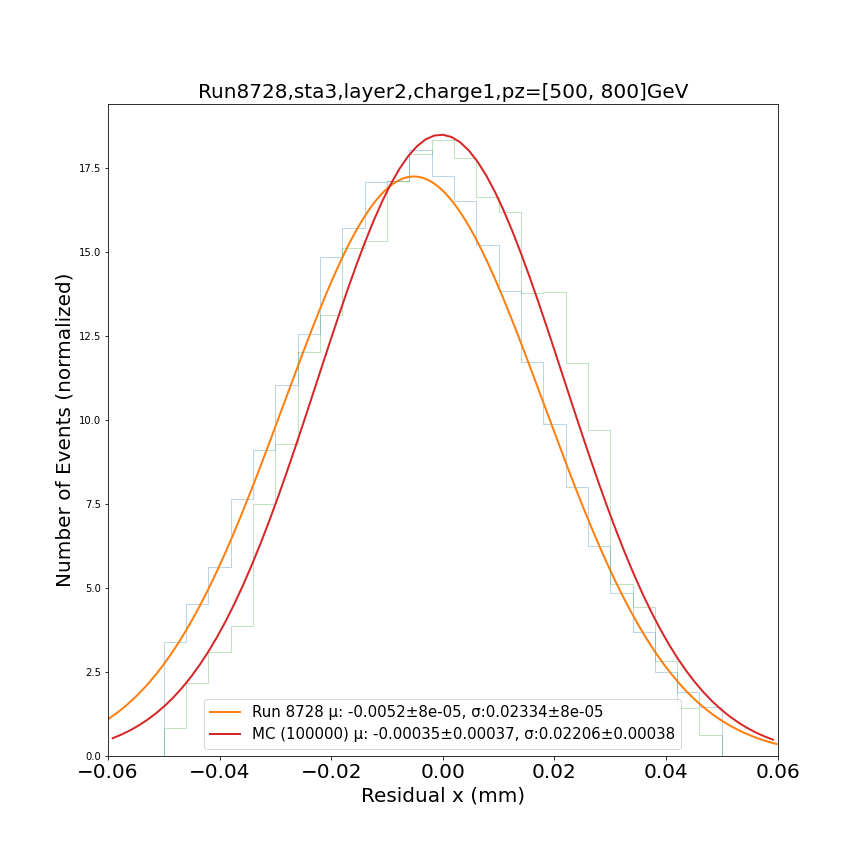 Run8728,sta3,layer2,charge1,pz=[500, 800]GeV
Number of Events (normalized)
17.5
15.0
12.5
10.0
7.5
5.0
2.5
0.0
Run 8728 μ: -0.0052±8e-05, σ:0.02334±8e-05
MC (100000) μ: -0.00035±0.00037, σ:0.02206±0.00038
−0.06 −0.04 −0.02 0.00 0.02 0.04 0.06
Residual x (mm)